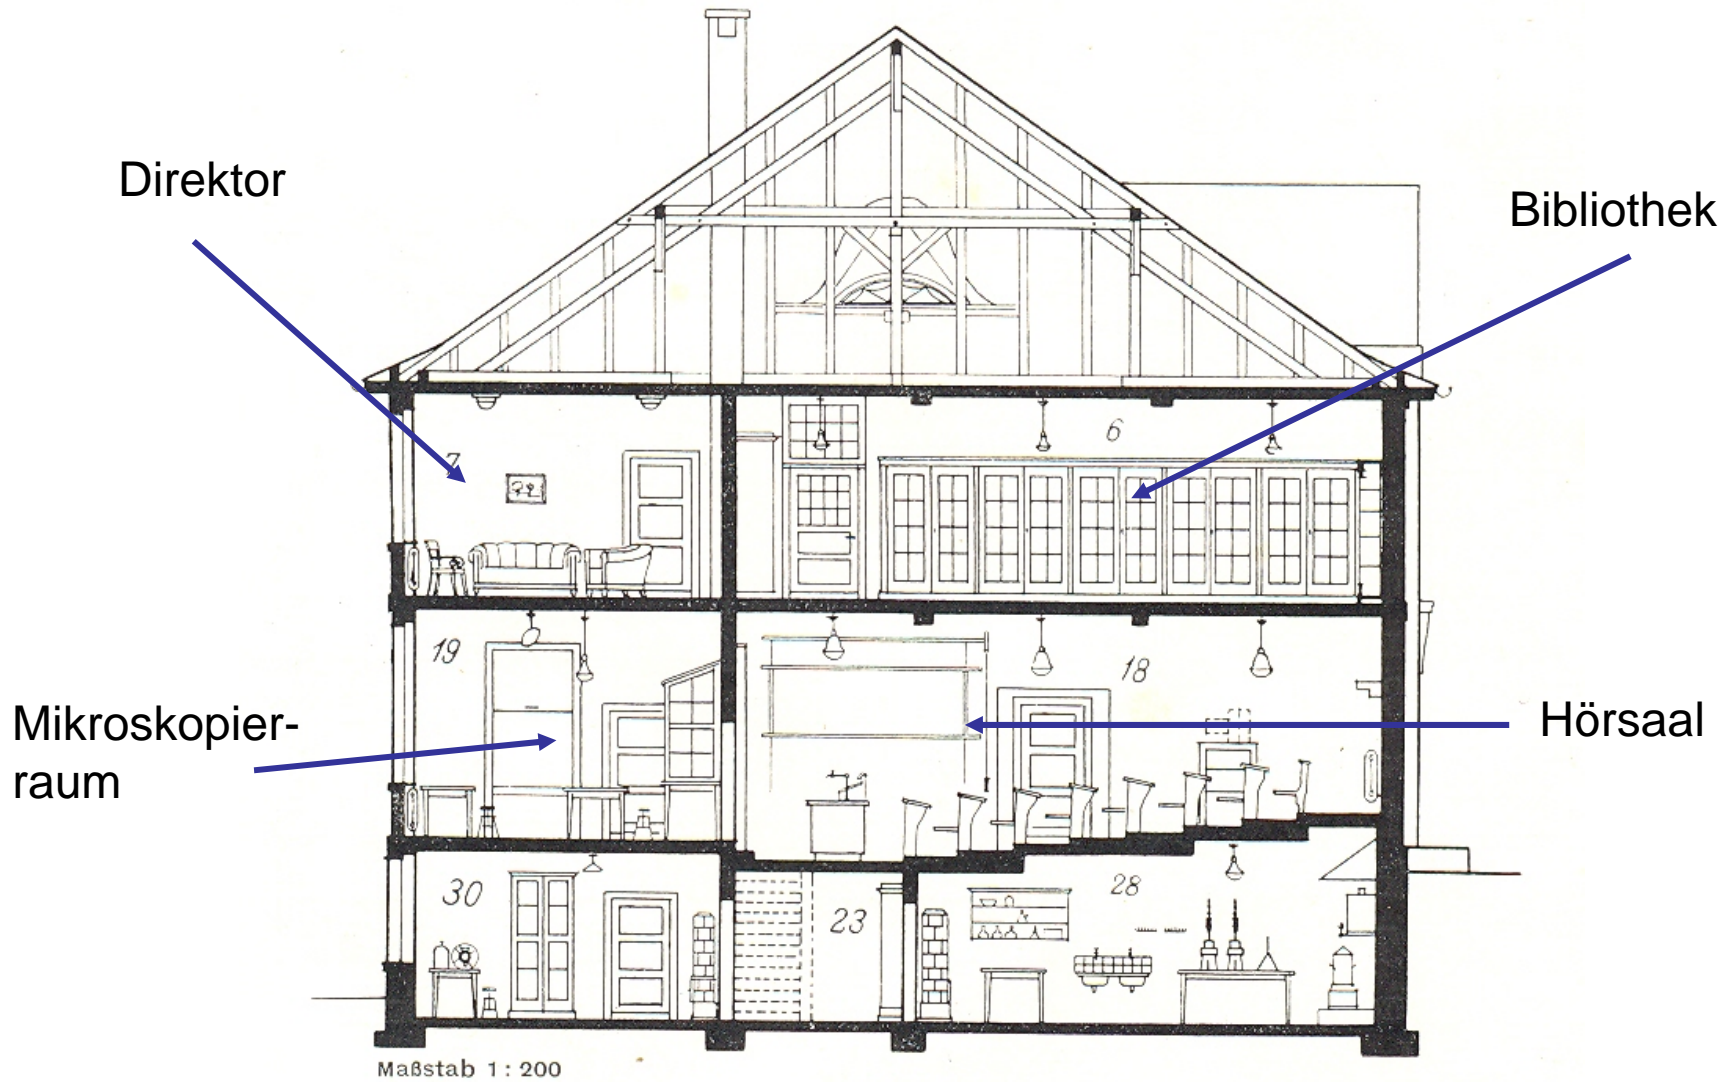 Direktor
Bibliothek
7
6
19
18
Mikroskopier-
raum
Hörsaal
30
23
28
Maßstab 1 : 200